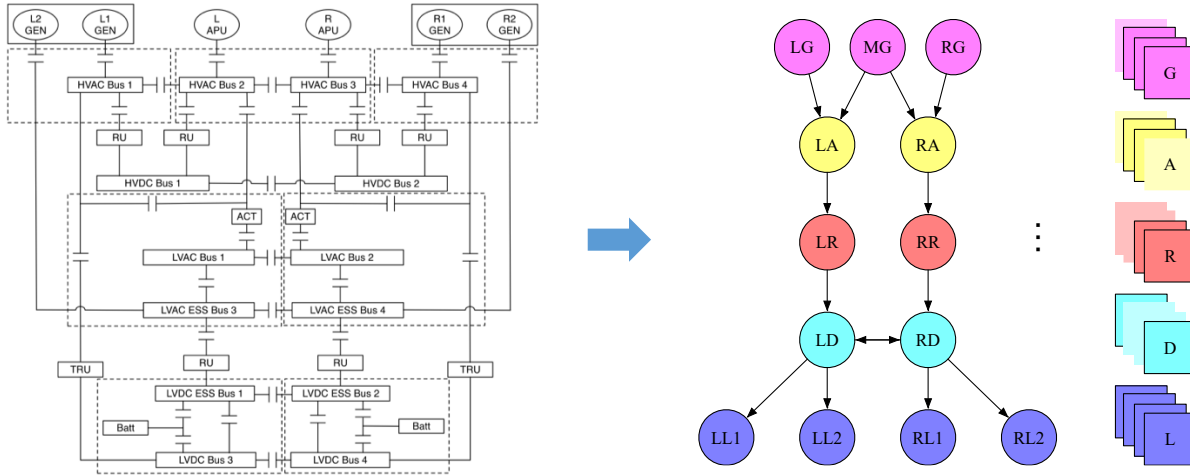 L2 L1 L R R1 R2
GEN GEN APU APU GEN GEN
HVAC Bus 1 HVAC Bus 2 HVAC Bus 3 HVAC Bus 4
RU RU RU RU
HVDC Bus 1 HVDC Bus 2
ACT ACT
LVAC Bus 1 LVAC Bus 2
LVAC ESS Bus 3 LVAC ESS Bus 4
TRU RU RU TRU
LVDC ESS Bus 1 LVDC ESS Bus 2
Batt Batt
LVDC Bus 3 LVDC Bus 4
LG MG RG
LA RA
LR RR
LD RD
LL1 LL2 RL1 RL2
⋮
G
A
R
D
L